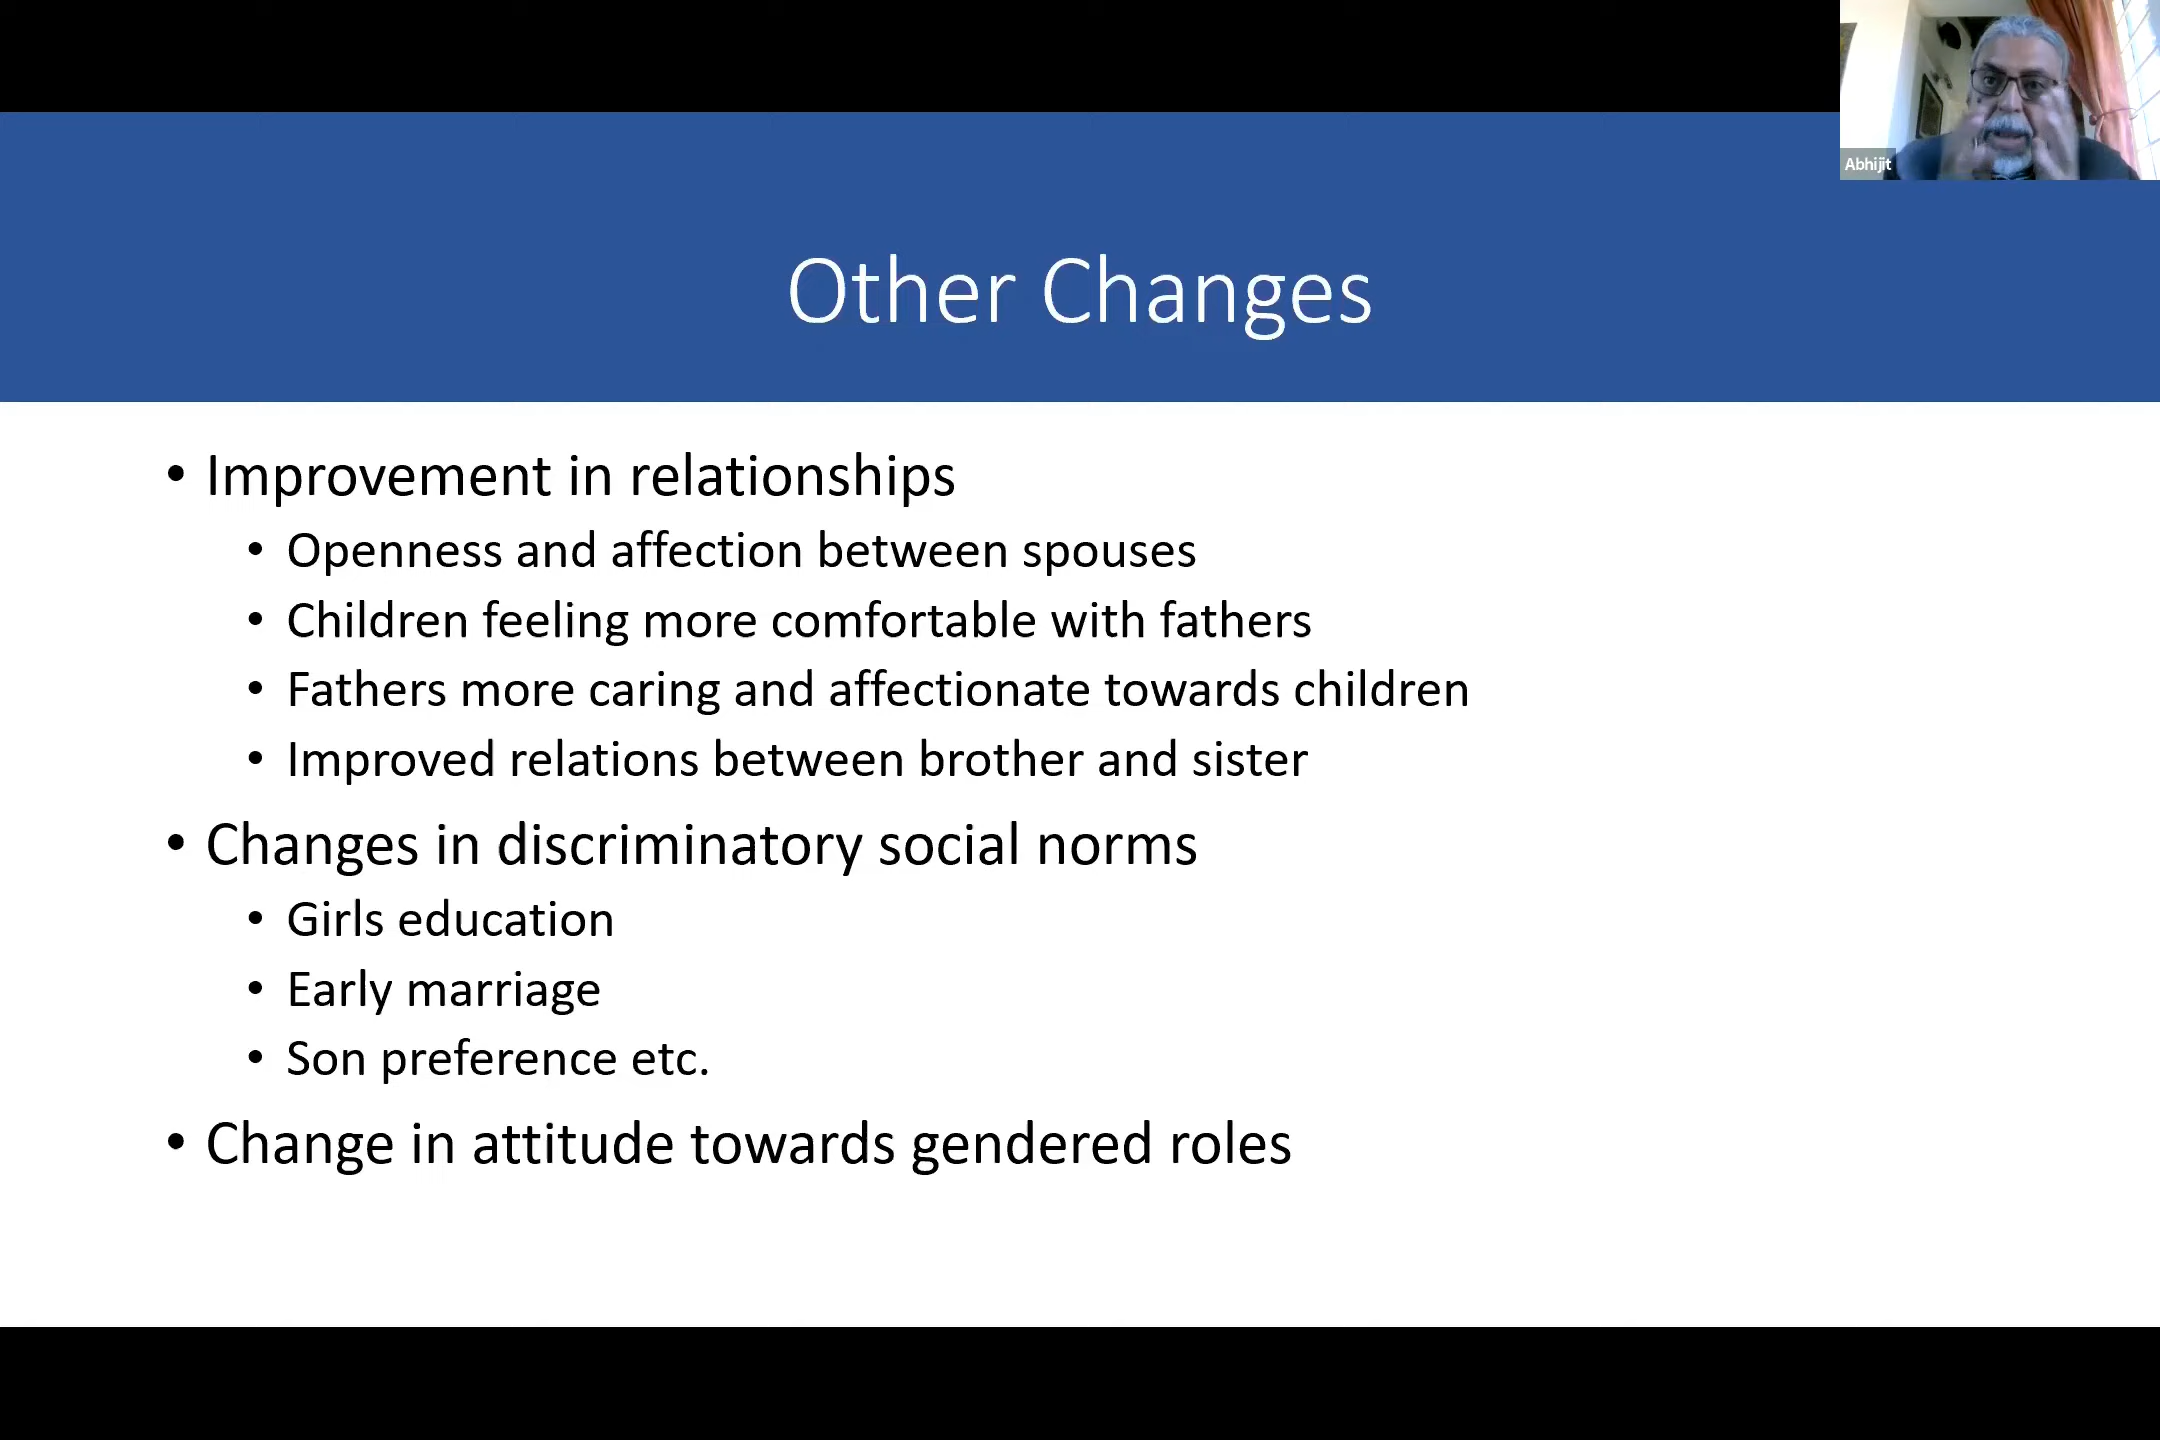 Abhijit
Other Changes
• Improvement in relationships
• Openness and affection between spouses
• Children feeling more comfortable with fathers
• Fathers more caring and affectionate towards children
• Improved relations between brother and sister
• Changes in discriminatory social norms
• Girls education
• Early marriage
• Son preference etc.
• Change in attitude towards gendered roles